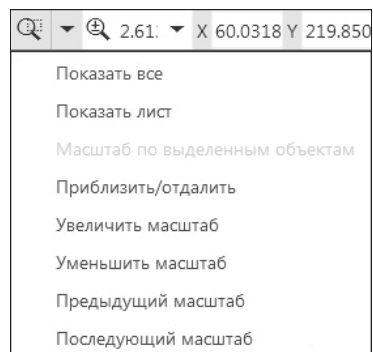 2.61 X 60.0318 Y 219.850
Показать все
Показать лист
Масштаб по выделенным объектам
Приблизить/отдалить
Увеличить масштаб
Уменьшить масштаб
Предыдущий масштаб
Последующий масштаб